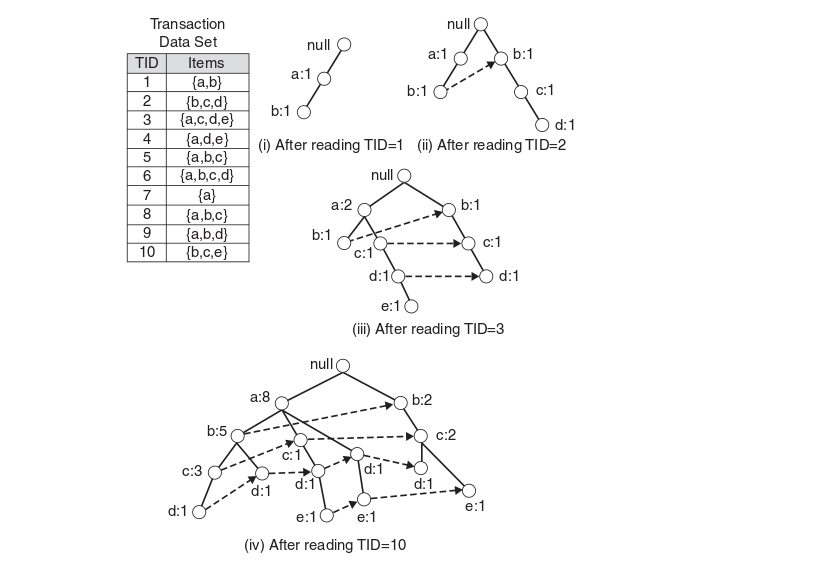 Transaction
Data Set
TID Items
1 {a,b}
2 {b,c,d}
3 {a,c,d,e}
4 {a,d,e}
5 {a,b,c}
6 {a,b,c,d}
7 {a}
8 {a,b,c}
9 {a,b,d}
10 {b,c,e}
null
a:1
b:1
(i) After reading TID=1
null
a:1 b:1
b:1 c:1
d:1
(ii) After reading TID=2
null
a:2 b:1
b:1 c:1 c:1
d:1 d:1
e:1
(iii) After reading TID=3
null
a:8 b:2
b:5 c:1 c:2
c:3 d:1 d:1 d:1 d:1
d:1 e:1 e:1 e:1
(iv) After reading TID=10